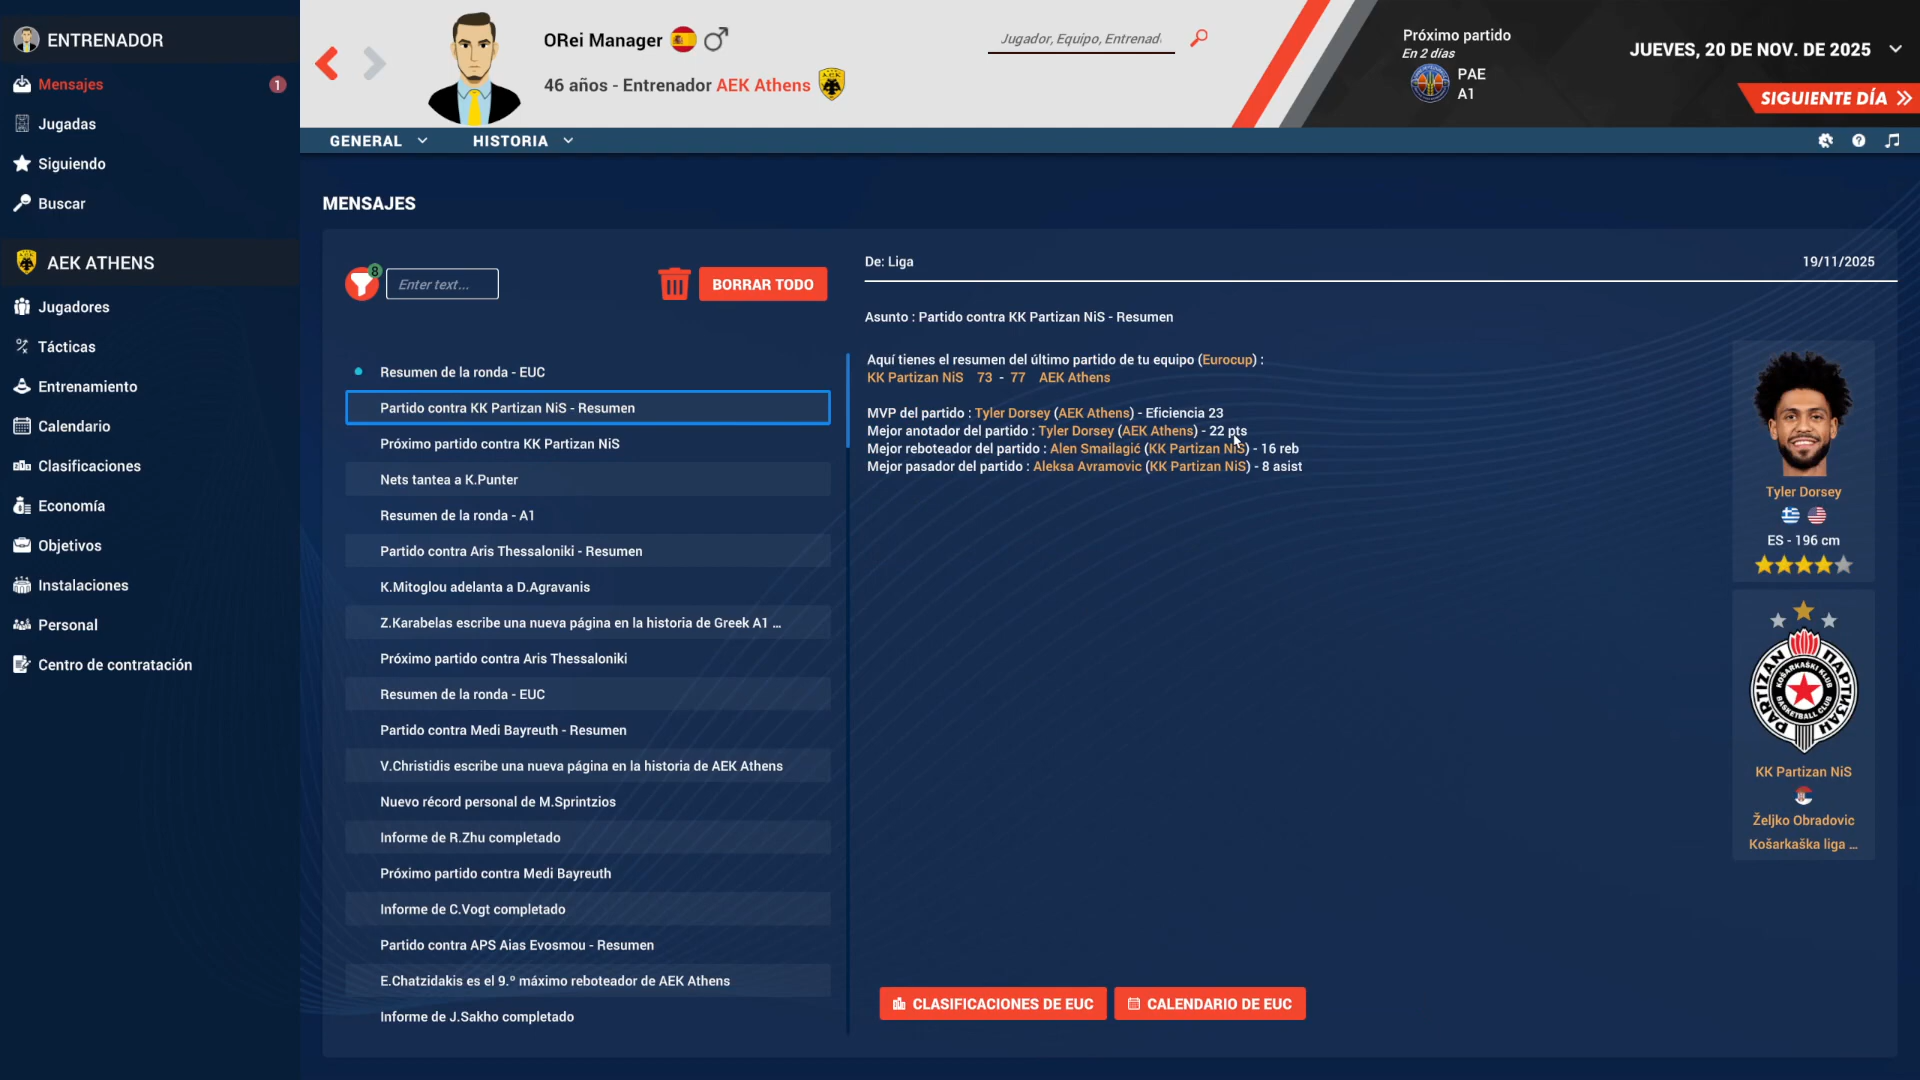 ENTRENADOR
Mensajes
1
Jugadas
Siguiendo
Buscar
AEK ATHENS
Jugadores
Tácticas
Entrenamiento
Calendario
Clasificaciones
Economía
Objetivos
Instalaciones
Personal
Centro de contratación
ORei Manager
46 años - Entrenador AEK Athens
Jugador, Equipo, Entrenad
Próximo partido
En 2 días
PAE
A1
JUEVES, 20 DE NOV. DE 2025
SIGUIENTE DÍA
GENERAL
HISTORIA
MENSAJES
8
Enter text...
BORRAR TODO
Resumen de la ronda - EUC
Partido contra KK Partizan NiS - Resumen
Próximo partido contra KK Partizan NiS
Nets tantea a K.Punter
Resumen de la ronda - A1
Partido contra Aris Thessaloniki - Resumen
K.Mitoglou adelanta a D.Agravanis
Z.Karabelas escribe una nueva página en la historia de Greek A1 ...
Próximo partido contra Aris Thessaloniki
Resumen de la ronda - EUC
Partido contra Medi Bayreuth - Resumen
V.Christidis escribe una nueva página en la historia de AEK Athens
Nuevo récord personal de M.Sprintzios
Informe de R.Zhu completado
Próximo partido contra Medi Bayreuth
Informe de C.Vogt completado
Partido contra APS Aias Evosmou - Resumen
E.Chatzidakis es el 9.º máximo reboteador de AEK Athens
Informe de J.Sakho completado
De: Liga
19/11/2025
Asunto : Partido contra KK Partizan NiS - Resumen
Aquí tienes el resumen del último partido de tu equipo (Eurocup) :
KK Partizan NiS 73 - 77 AEK Athens
MVP del partido : Tyler Dorsey (AEK Athens) - Eficiencia 23
Mejor anotador del partido : Tyler Dorsey (AEK Athens) - 22 pts
Mejor reboteador del partido : Alen Smailagić (KK Partizan NiS) - 16 reb
Mejor pasador del partido : Aleksa Avramovic (KK Partizan NiS) - 8 asist
CLASIFICACIONES DE EUC
CALENDARIO DE EUC
Tyler Dorsey
ES - 196 cm
ПАРТИЗАН
KOŠARKAŠKI KLUB
BASKETBALL CLUB
PARTIZAN
KK Partizan NiS
Željko Obradovic
Košarkaška liga ...